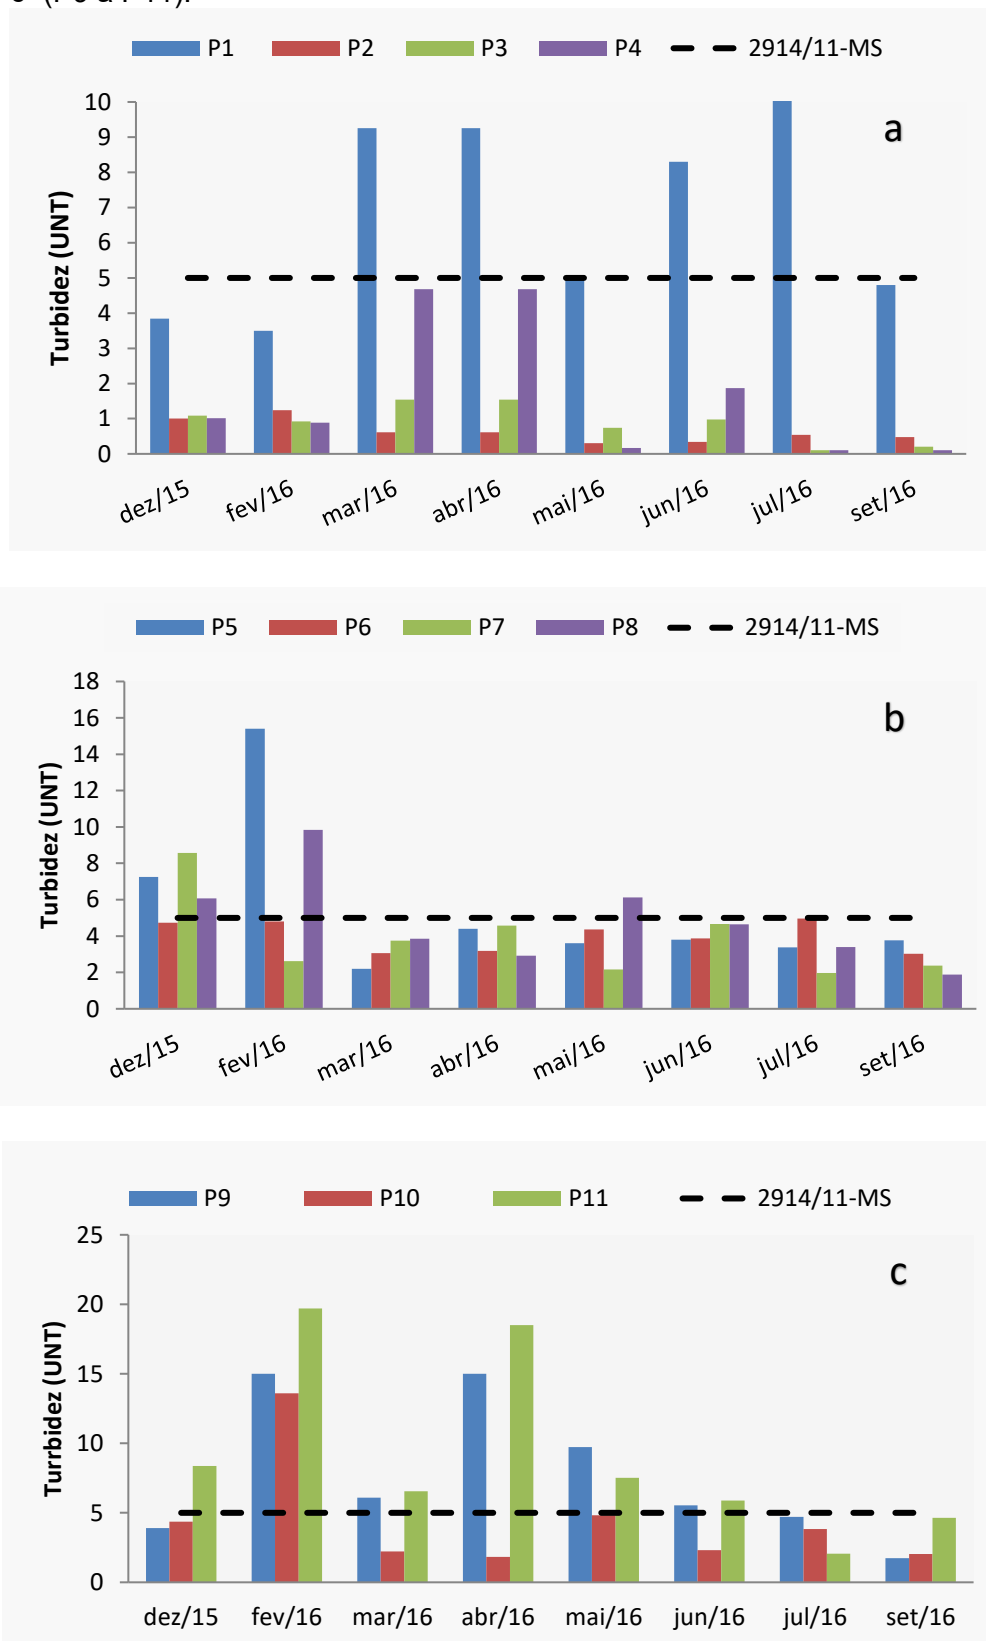 P1 P2 P3 P4 2914/11-MS
a
Turbidez (UNT)
10
9
8
7
6
5
4
3
2
1
0
dez/15 fev/16 mar/16 abr/16 mai/16 jun/16 jul/16 set/16
P5 P6 P7 P8 2914/11-MS
b
Turbidez (UNT)
18
16
14
12
10
8
6
4
2
0
dez/15 fev/16 mar/16 abr/16 mai/16 jun/16 jul/16 set/16
P9 P10 P11 2914/11-MS
c
Turrbidez (UNT)
25
20
15
10
5
0
dez/15 fev/16 mar/16 abr/16 mai/16 jun/16 jul/16 set/16